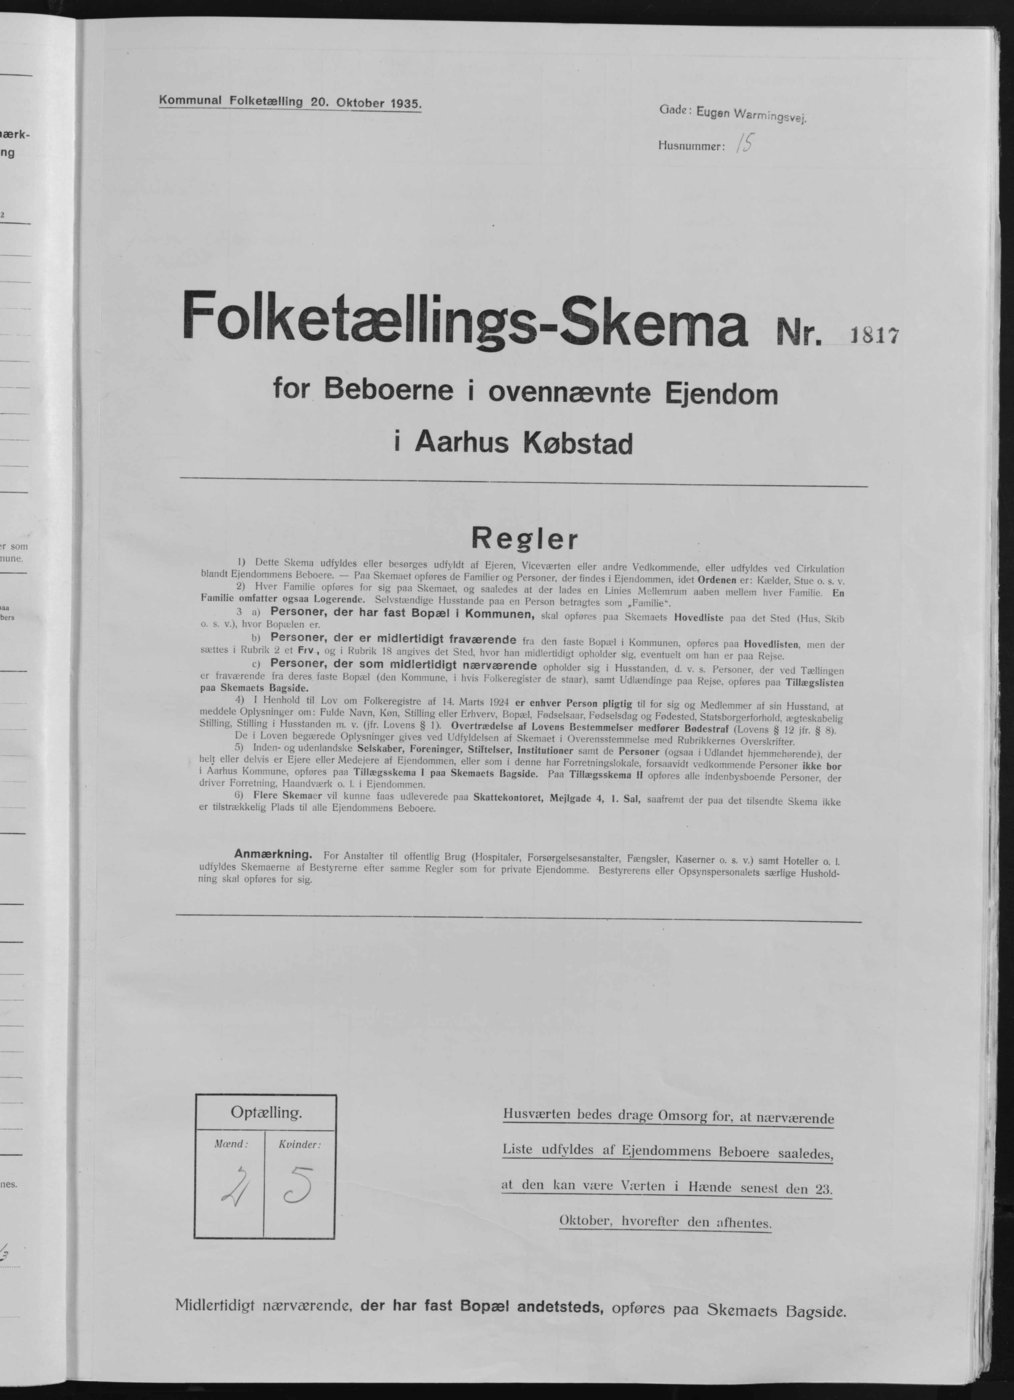 Kommunal Folketælling 20. Oktober 1935.
Gade: Eugen Warmingsvej.
Husnummer: 15
Folketællings-Skema Nr. 1817
for Beboerne i ovennævnte Ejendom
i Aarhus Købstad
Regler
1) Dette Skema udfyldes eller besørges udfyldt af Ejeren, Viceværten eller andre Vedkommende, eller udfyldes ved Cirkulation
blandt Ejendommens Beboere. — Paa Skemaet opføres de Familier og Personer, der findes i Ejendommen, idet Ordenen er: Kælder, Stue o. s. v.
2) Hver Familie opføres for sig paa Skemaet, og saaledes at der lades en Linies Mellemrum aaben mellem hver Familie. En
Familie omfatter ogsaa Logerende. Selvstændige Husstande paa en Person betragtes som „Familie“.
3 a) Personer, der har fast Bopæl i Kommunen, skal opføres paa Skemaets Hovedliste paa det Sted (Hus, Skib
o. s. v.), hvor Bopælen er.
b) Personer, der er midlertidigt fraværende fra den faste Bopæl i Kommunen, opføres paa Hovedlisten, men der
sættes i Rubrik 2 et Frv., og i Rubrik 18 angives det Sted, hvor han midlertidigt opholder sig, eventuelt om han er paa Rejse.
c) Personer, der som midlertidigt nærværende opholder sig i Husstanden, d. v. s. Personer, der ved Tællingen
er fraværende fra deres faste Bopæl (den Kommune, i hvis Folkeregister de staar), samt Udlændinge paa Rejse, opføres paa Tillægslisten
paa Skemaets Bagside.
4) I Henhold til Lov om Folkeregistre af 14. Marts 1924 er enhver Person pligtig til for sig og Medlemmer af sin Husstand, at
meddele Oplysninger om: Fulde Navn, Køn, Stilling eller Erhverv, Bopæl, Fødselsaar, Fødselsdag og Fødested, Statsborgerforhold, ægteskabelig
Stilling, Stilling i Husstanden m. v. (jfr. Lovens § 1). Overtrædelse af Lovens Bestemmelser medfører Bødestraf (Lovens § 12 jfr. § 8).
De i Loven begærede Oplysninger gives ved Udfyldelsen af Skemaet i Overensstemmelse med Rubrikkernes Overskrifter.
5) Inden- og udenlandske Selskaber, Foreninger, Stiftelser, Institutioner samt de Personer (ogsaa i Udlandet hjemmehørende), der
helt eller delvis er Ejere eller Medejere af Ejendommen, eller som i denne har Forretningslokale, forsaavidt vedkommende Personer ikke bor
i Aarhus Kommune, opføres paa Tillægsskema I paa Skemaets Bagside. Paa Tillægsskema II opføres alle indenbysboende Personer, der
driver Forretning, Haandværk o. l. i Ejendommen.
6) Flere Skemaer vil kunne faas udleverede paa Skattekontoret, Mejlgade 4, 1. Sal, saafremt der paa det tilsendte Skema ikke
er tilstrækkelig Plads til alle Ejendommens Beboere.
Anmærkning. For Anstalter til offentlig Brug (Hospitaler, Forsørgelsesanstalter, Fængsler, Kaserner o. s. v.) samt Hoteller o. l.
udfyldes Skemaerne af Bestyrerne efter samme Regler som for private Ejendomme. Bestyrerens eller Opsynspersonalets særlige Hushold-
ning skal opføres for sig.
Optælling.
Mænd: Kvinder:
2 5
Husværten bedes drage Omsorg for, at nærværende
Liste udfyldes af Ejendommens Beboere saaledes,
at den kan være Værten i Hænde senest den 23.
Oktober, hvorefter den afhentes.
Midlertidigt nærværende, der har fast Bopæl andetsteds, opføres paa Skemaets Bagside.